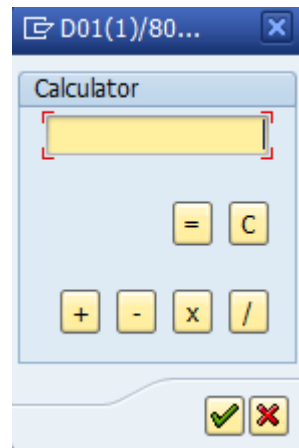 D01(1)/80...
Calculator
= C
+ - x /